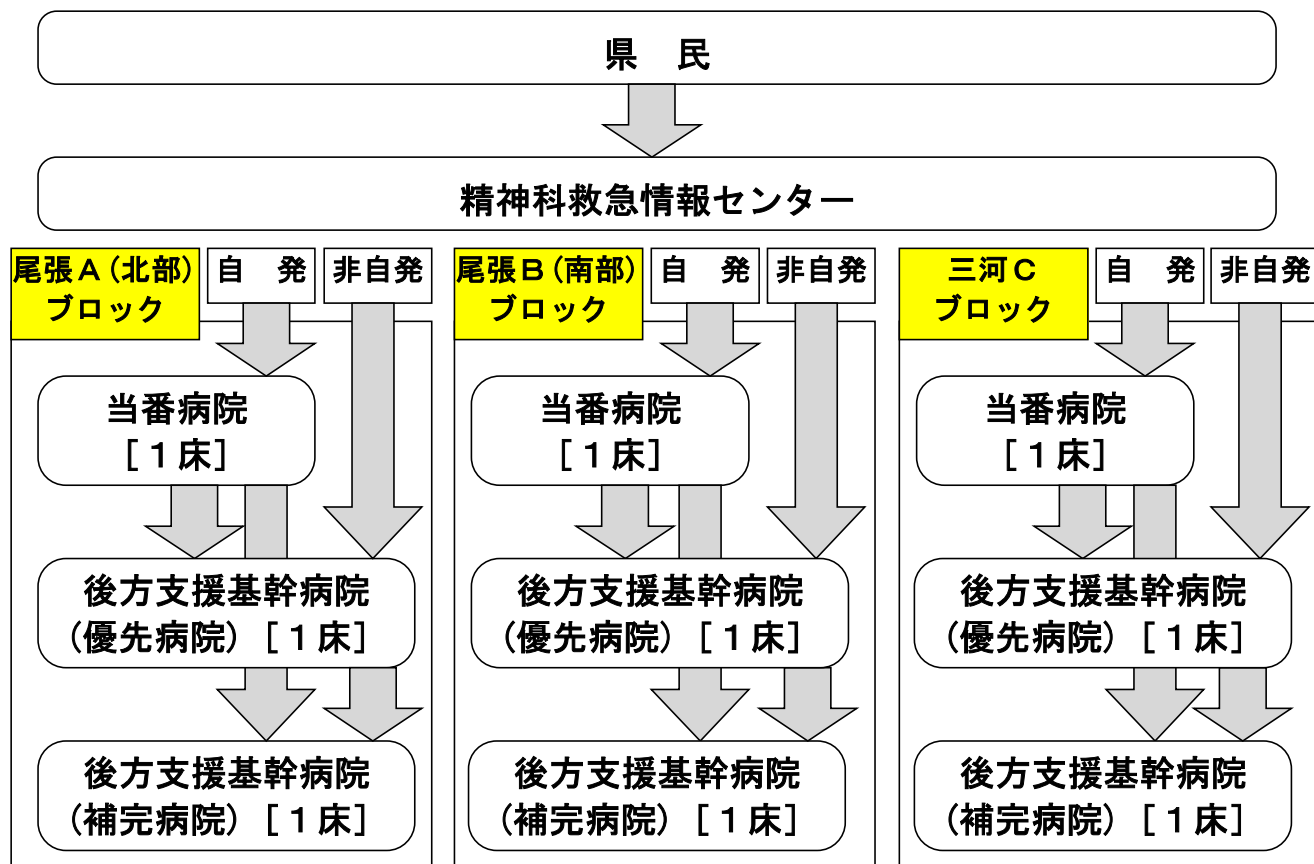 県　民
精神科救急情報センター
尾張Ａ(北部)
ブロック
自　発
非自発
当番病院
［１床］
後方支援基幹病院
(優先病院)［１床］
後方支援基幹病院
(補完病院)［１床］
尾張Ｂ(南部)
ブロック
自　発
非自発
当番病院
［１床］
後方支援基幹病院
(優先病院)［１床］
後方支援基幹病院
(補完病院)［１床］
三河Ｃ
ブロック
自　発
非自発
当番病院
［１床］
後方支援基幹病院
(優先病院)［１床］
後方支援基幹病院
(補完病院)［１床］